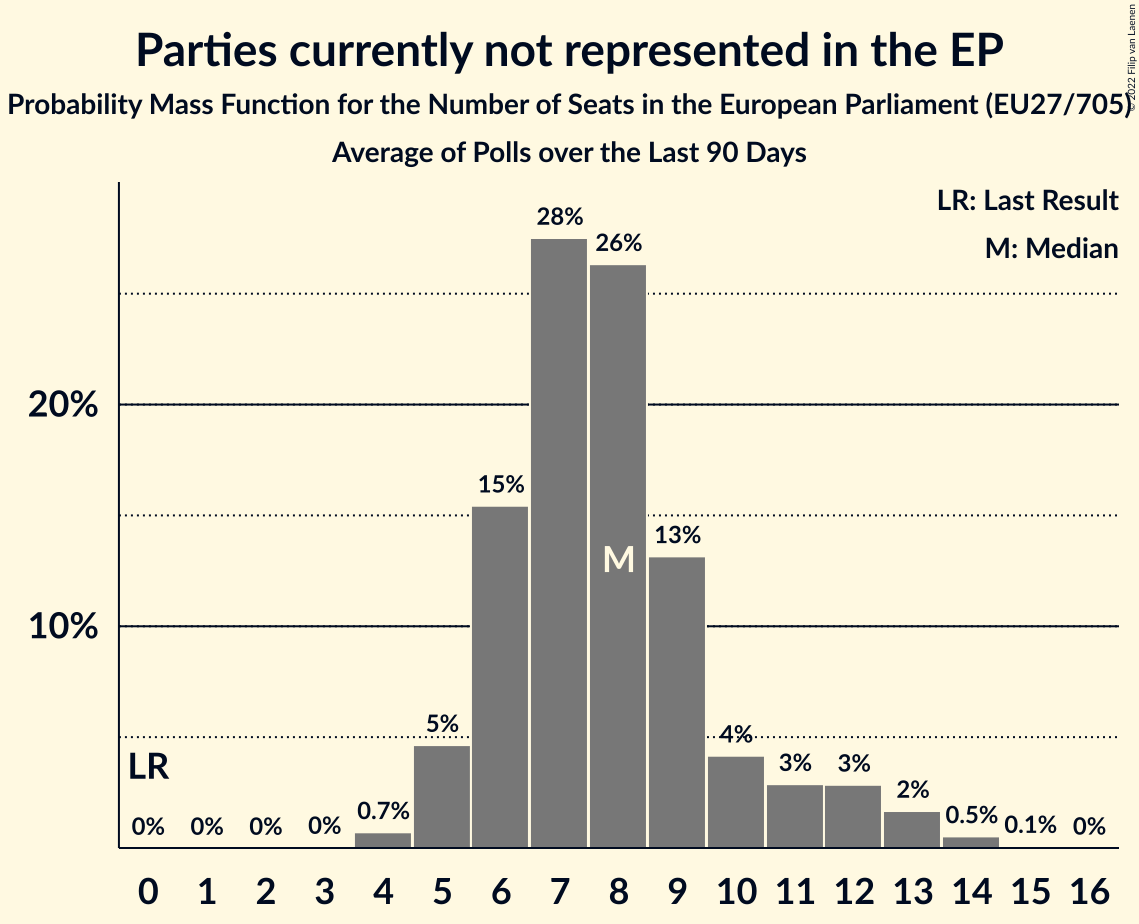 Parties currently not represented in the EP
Probability Mass Function for the Number of Seats in the European Parliament (EU27/705)
Average of Polls over the Last 90 Days
© 2022 Filip van Laenen
LR: Last Result
M: Median
28%
26%
20%
15%
13%
M
10%
5%
4%
LR
3%
3%
2%
0.7%
0.5%
0%
0%
0%
0%
0.1%
0%
0 1 2 3 4 5 6 7 8 9 10 11 12 13 14 15 16